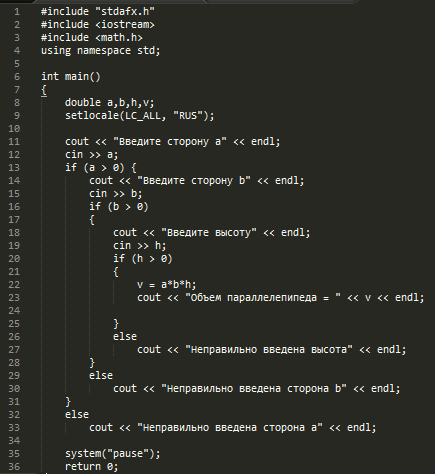 1 #include "stdafx.h"
2 #include <iostream>
3 #include <math.h>
4 using namespace std;
5
6 int main()
7 {
8 double a,b,h,v;
9 setlocale(LC_ALL, "RUS");
10
11 cout << "Введите сторону a" << endl;
12 cin >> a;
13 if (a > 0) {
14 cout << "Введите сторону b" << endl;
15 cin >> b;
16 if (b > 0)
17 {
18 cout << "Введите высоту" << endl;
19 cin >> h;
20 if (h > 0)
21 {
22 v = a*b*h;
23 cout << "Объем параллелепипеда = " << v << endl;
24
25 }
26 else
27 cout << "Неправильно введена высота" << endl;
28 }
29 else
30 cout << "Неправильно введена сторона b" << endl;
31 }
32 else
33 cout << "Неправильно введена сторона a" << endl;
34
35 system("pause");
36 return 0;